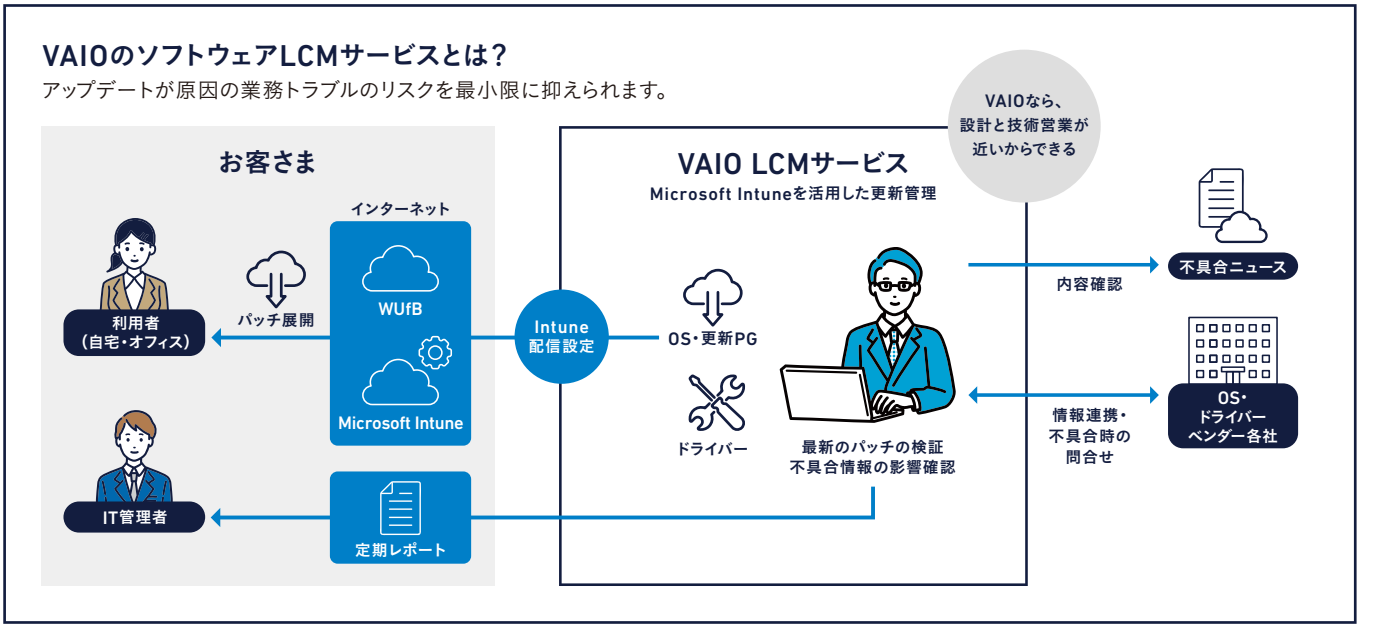 VAIOのソフトウェアLCMサービスとは？
アップデートが原因の業務トラブルのリスクを最小限に抑えられます。
お客さま
インターネット
WUfB
Microsoft Intune
パッチ展開
利用者
（自宅・オフィス）
IT管理者
定期レポート
Intune
配信設定
VAIO LCMサービス
Microsoft Intuneを活用した更新管理
OS・更新PG
ドライバー
最新のパッチの検証
不具合情報の影響確認
VAIOなら、
設計と技術営業が
近いからできる
内容確認
不具合ニュース
情報連携・
不具合時の
問合せ
OS・
ドライバー
ベンダー各社